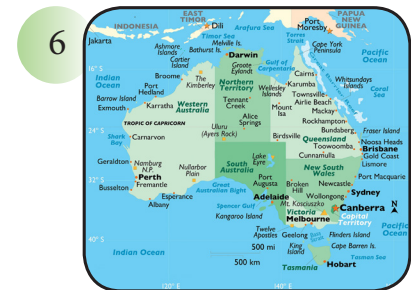 6
EAST
TIMOR
PAPUA
NEW
GUINEA
INDONESIA
Dili
Arafura Sea
Port
Moresby
Jakarta
Timor Sea
Melville Is.
Torres
Strait
Ashmore
Islands
Bathurst Is.
Cape York
Peninsula
Cartier
Island
Darwin
Pacific
Ocean
Groote
Eylandt
Gulf of
Carpentaria
16° S
The
Kimberley
Cairns
Indian
Ocean
Broome
Northern
Territory
Wellesley
Islands
Karumba
Whitsundays
Islands
Port
Hedland
Townsville
Coral
Sea
Barrow Island
Tennant
Creek
Airlie Beach
Exmouth
Karratha
Western
Australia
Mount
Isa
Mackay
Rockhampton
TROPIC OF CAPRICORN
Alice
Springs
Bundaberg
Fraser Island
24° S
Uluru
(Ayers Rock)
Birdsville
Queensland
Noosa Heads
Shark
Bay
Carnarvon
Toowoomba
Brisbane
South
Australia
Lake
Eyre
Cunnamulla
Gold Coast
Geraldton
Namburg
N.P.
Nullarbor
Plain
New South
Wales
Lismore
32° S
Perth
Port
Augusta
Broken
Hill
Port Macquarie
Fremantle
Newcastle
Busselton
Esperance
Great
Australian Bight
Adelaide
Wollongong
Sydney
Albany
Spencer Gulf
Mt. Kosciuszko
Canberra
N
Kangaroo Island
Victoria
Capital
Territory
Melbourne
Pacific
Ocean
Twelve
Apostles
Geelong
Flinders Island
40° S
500 mi
King
Island
Cape Barren Is.
Indian Ocean
500 km
Tasman Sea
Tasmania
Hobart
120° E
140° E